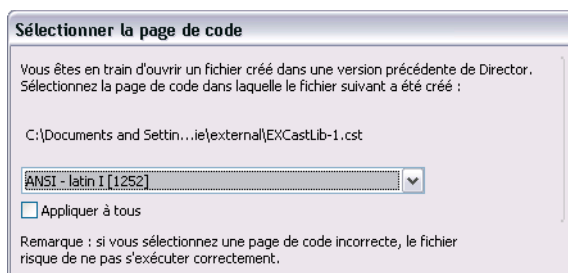 Sélectionner la page de code
Vous êtes en train d'ouvrir un fichier créé dans une version précédente de Director.
Sélectionnez la page de code dans laquelle le fichier suivant a été créé :
C:\Documents and Settin...ie\external\EXCastLib-1.cst
ANSI - latin I [1252]
Appliquer à tous
Remarque : si vous sélectionnez une page de code incorrecte, le fichier
risque de ne pas s'exécuter correctement.